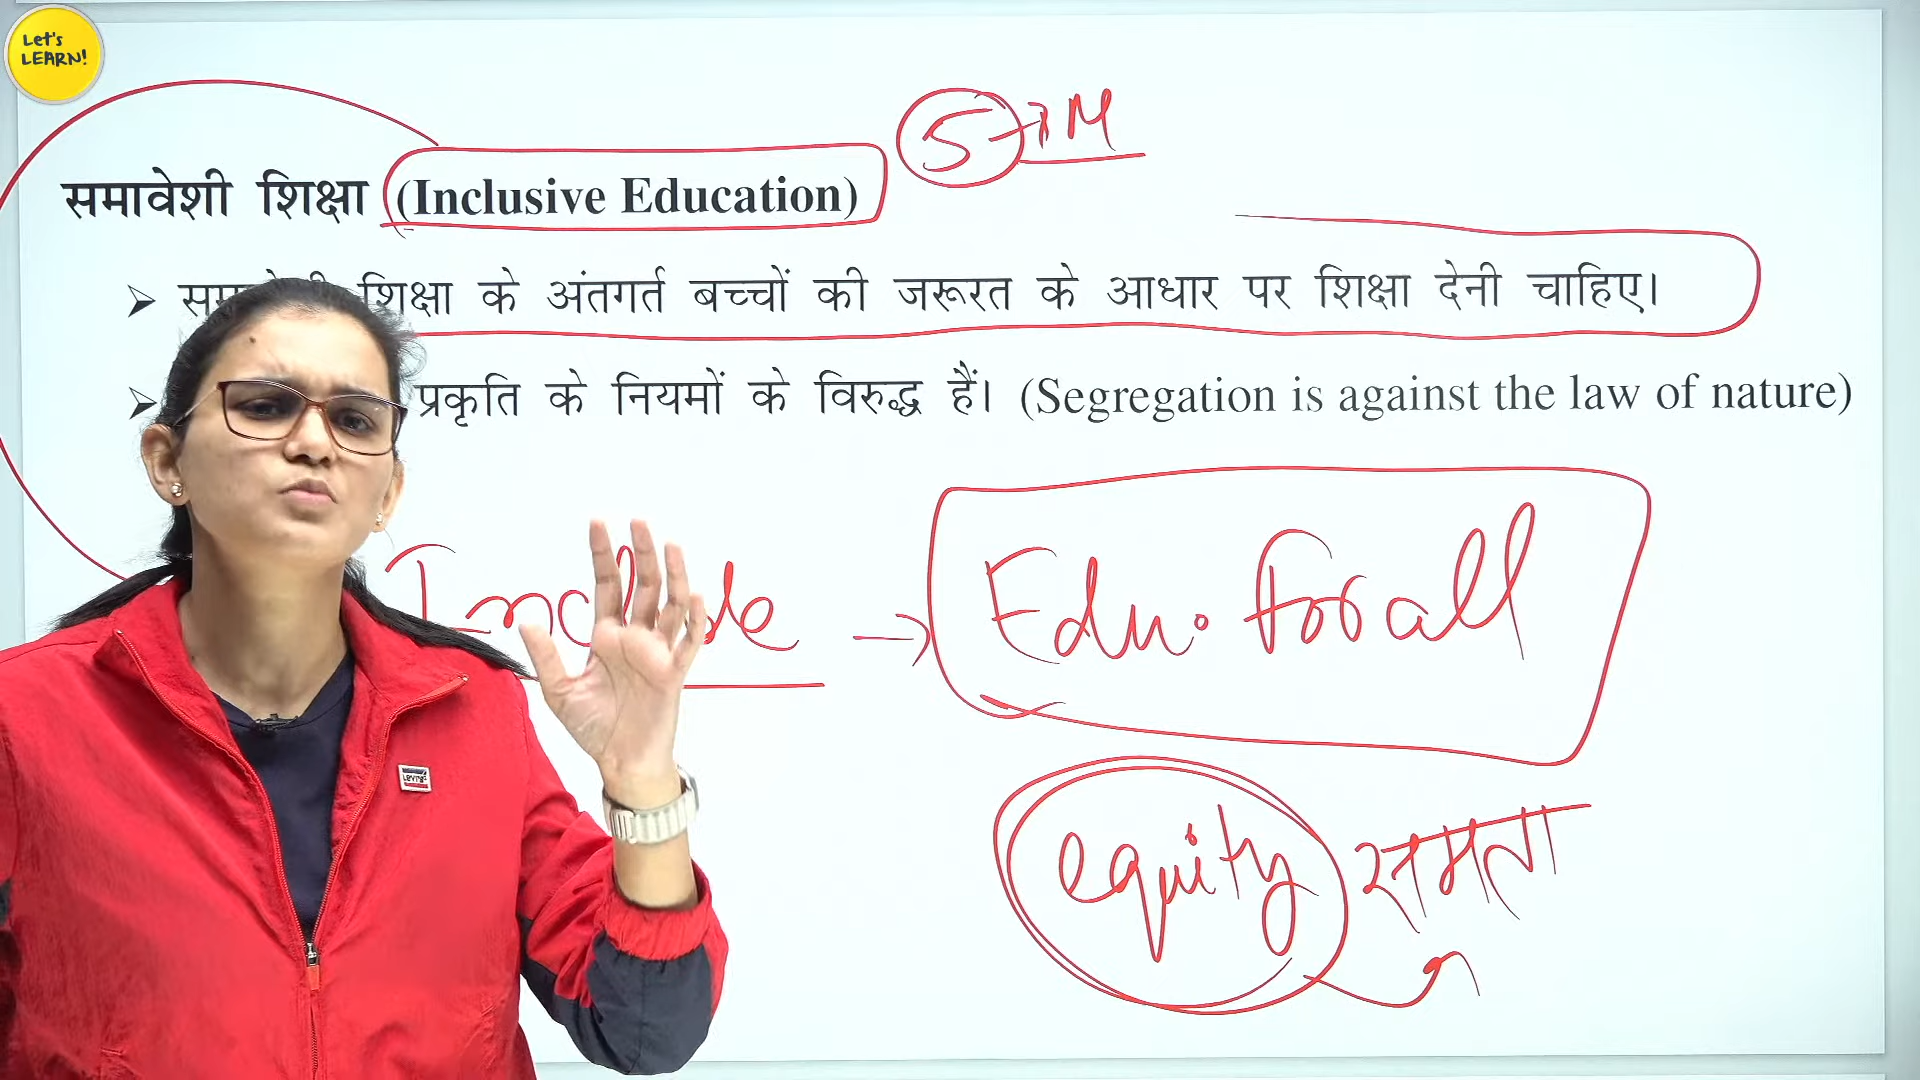 Let's
LEARN!
5 → M
समावेशी शिक्षा (Inclusive Education)
➢ शिक्षा के अंतगर्त बच्चों की जरूरत के आधार पर शिक्षा देनी चाहिए।
➢ प्रकृति के नियमों के विरुद्ध हैं। (Segregation is against the law of nature)
→ Edu. for all
equity समता
Levi's